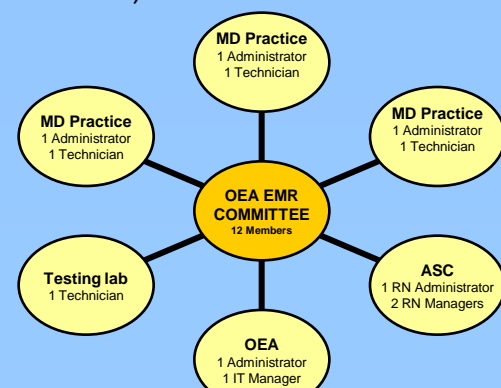 MD Practice
1 Administrator
1 Technician
MD Practice
1 Administrator
1 Technician
MD Practice
1 Administrator
1 Technician
OEA EMR
COMMITTEE
12 Members
Testing lab
1 Technician
ASC
1 RN Administrator
2 RN Managers
OEA
1 Administrator
1 IT Manager